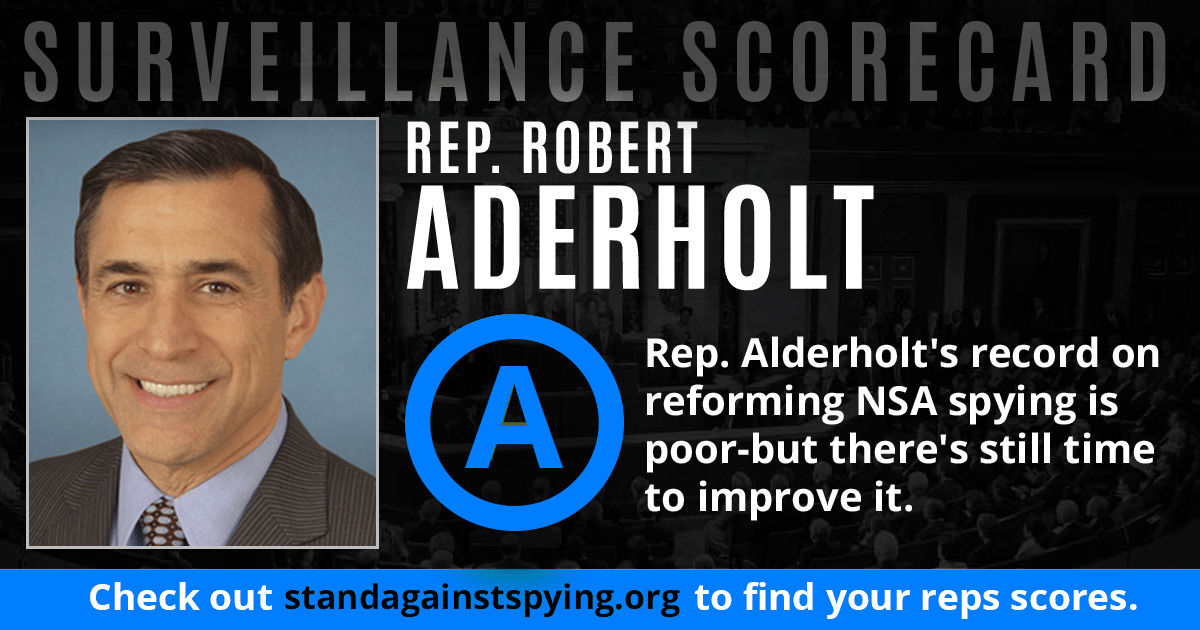 SURVEILLANCE SCORECARD
REP. ROBERT
ADERHOLT
A
Rep. Alderholt's record on
reforming NSA spying is
poor-but there's still time
to improve it.
Check out standagainstspying.org to find your reps scores.